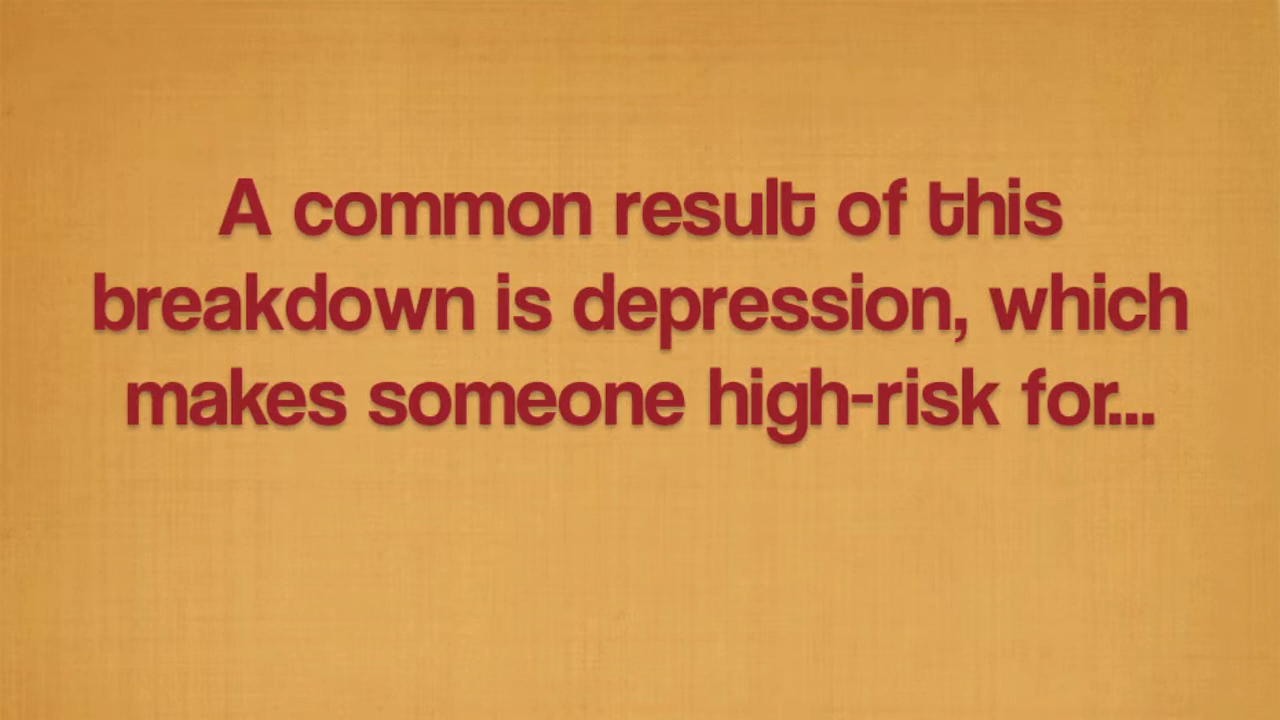 A common result of this
breakdown is depression, which
makes someone high-risk for...